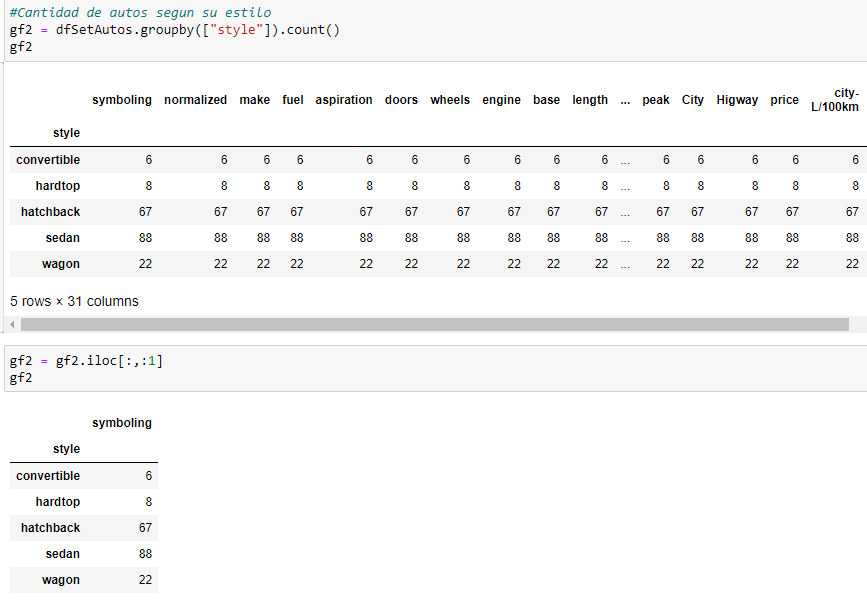 #Cantidad de autos segun su estilo
gf2 = dfSetAutos.groupby(["style"]).count()
gf2
symboling normalized make fuel aspiration doors wheels engine base length ... peak City Higway price city-L/100km
style
convertible 6 6 6 6 6 6 6 6 6 6 ... 6 6 6 6 6
hardtop 8 8 8 8 8 8 8 8 8 8 ... 8 8 8 8 8
hatchback 67 67 67 67 67 67 67 67 67 67 ... 67 67 67 67 67
sedan 88 88 88 88 88 88 88 88 88 88 ... 88 88 88 88 88
wagon 22 22 22 22 22 22 22 22 22 22 ... 22 22 22 22 22
5 rows × 31 columns
gf2 = gf2.iloc[:,:1]
gf2
symboling
style
convertible 6
hardtop 8
hatchback 67
sedan 88
wagon 22